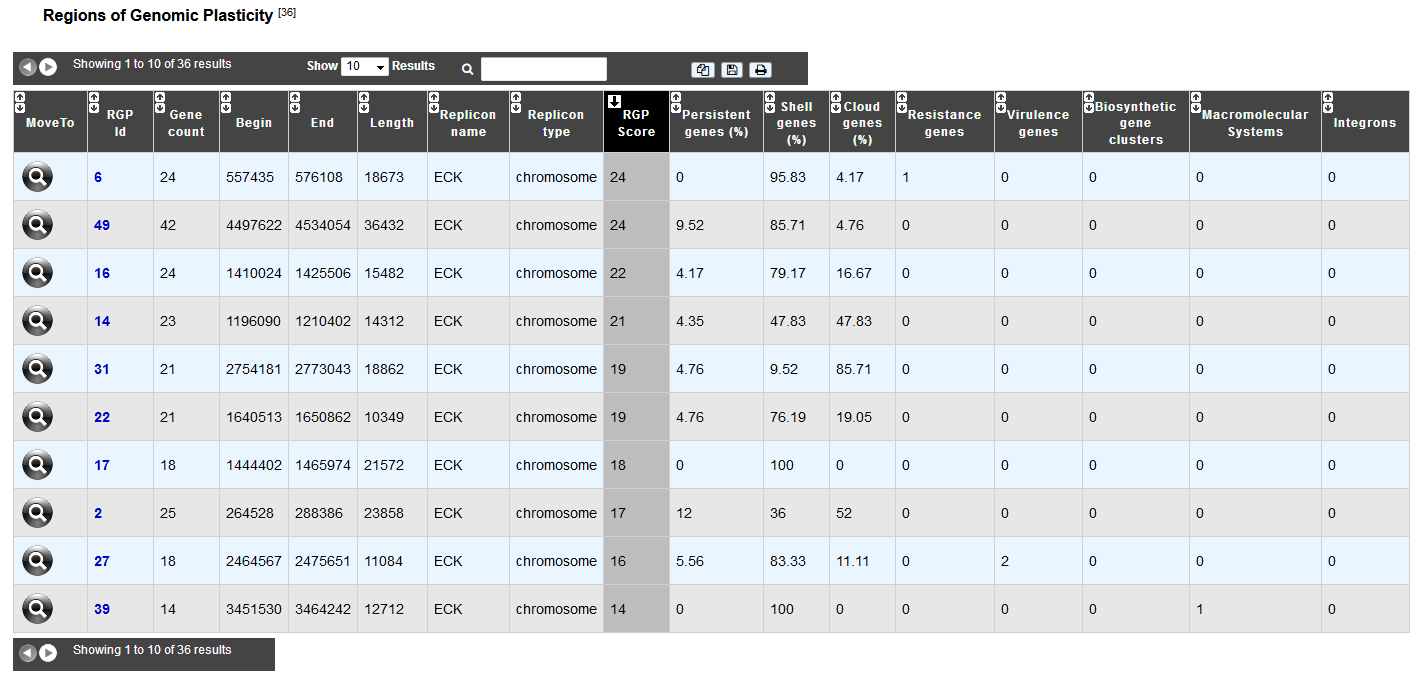 Regions of Genomic Plasticity [36]
Showing 1 to 10 of 36 results Show 10 Results
MoveTo RGP Id Gene count Begin End Length Replicon name Replicon type RGP Score Persistent genes (%) Shell genes (%) Cloud genes (%) Resistance genes Virulence genes Biosynthetic gene clusters Macromolecular Systems Integrons
6 24 557435 576108 18673 ECK chromosome 24 0 95.83 4.17 1 0 0 0 0
49 42 4497622 4534054 36432 ECK chromosome 24 9.52 85.71 4.76 0 0 0 0 0
16 24 1410024 1425506 15482 ECK chromosome 22 4.17 79.17 16.67 0 0 0 0 0
14 23 1196090 1210402 14312 ECK chromosome 21 4.35 47.83 47.83 0 0 0 0 0
31 21 2754181 2773043 18862 ECK chromosome 19 4.76 9.52 85.71 0 0 0 0 0
22 21 1640513 1650862 10349 ECK chromosome 19 4.76 76.19 19.05 0 0 0 0 0
17 18 1444402 1465974 21572 ECK chromosome 18 0 100 0 0 0 0 0 0
2 25 264528 288386 23858 ECK chromosome 17 12 36 52 0 0 0 0 0
27 18 2464567 2475651 11084 ECK chromosome 16 5.56 83.33 11.11 0 2 0 0 0
39 14 3451530 3464242 12712 ECK chromosome 14 0 100 0 0 0 0 1 0
Showing 1 to 10 of 36 results